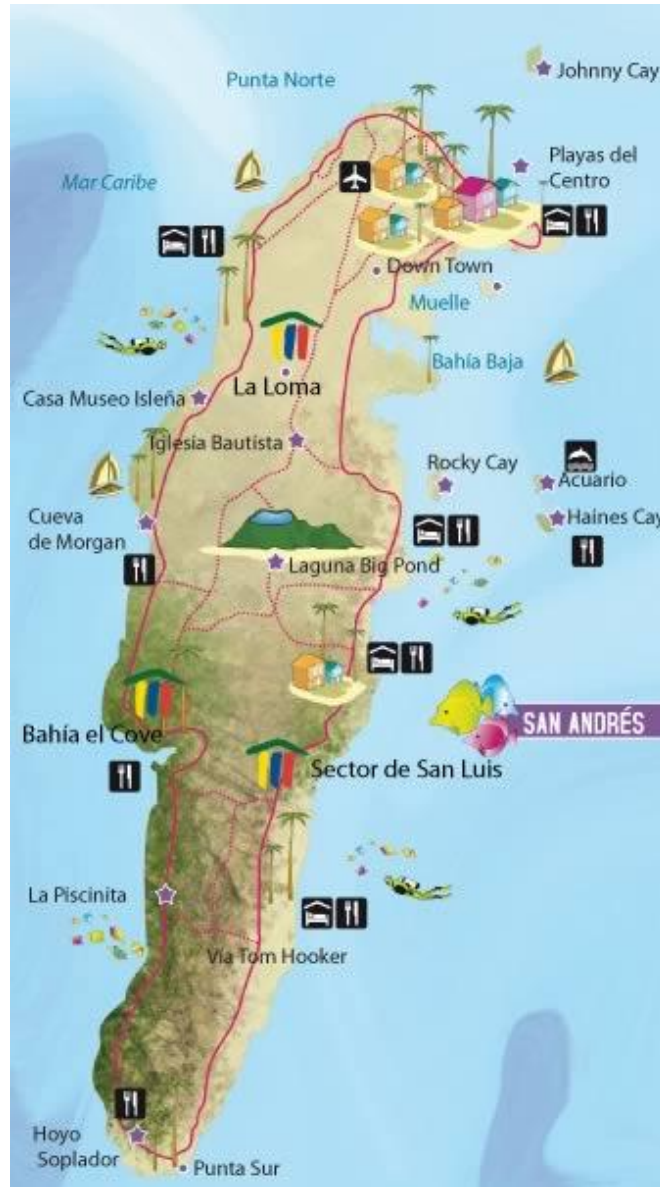 Punta Norte
Johnny Cay
Playas del
Centro
Mar Caribe
Down Town
Muelle
Bahía Baja
La Loma
Casa Museo Isleña
Iglesia Bautista
Rocky Cay
Acuario
Cueva
de Morgan
Haines Cay
Laguna Big Pond
SAN ANDRÉS
Bahía el Cove
Sector de San Luis
La Piscinita
Via Tom Hooker
Hoyo
Soplador
Punta Sur